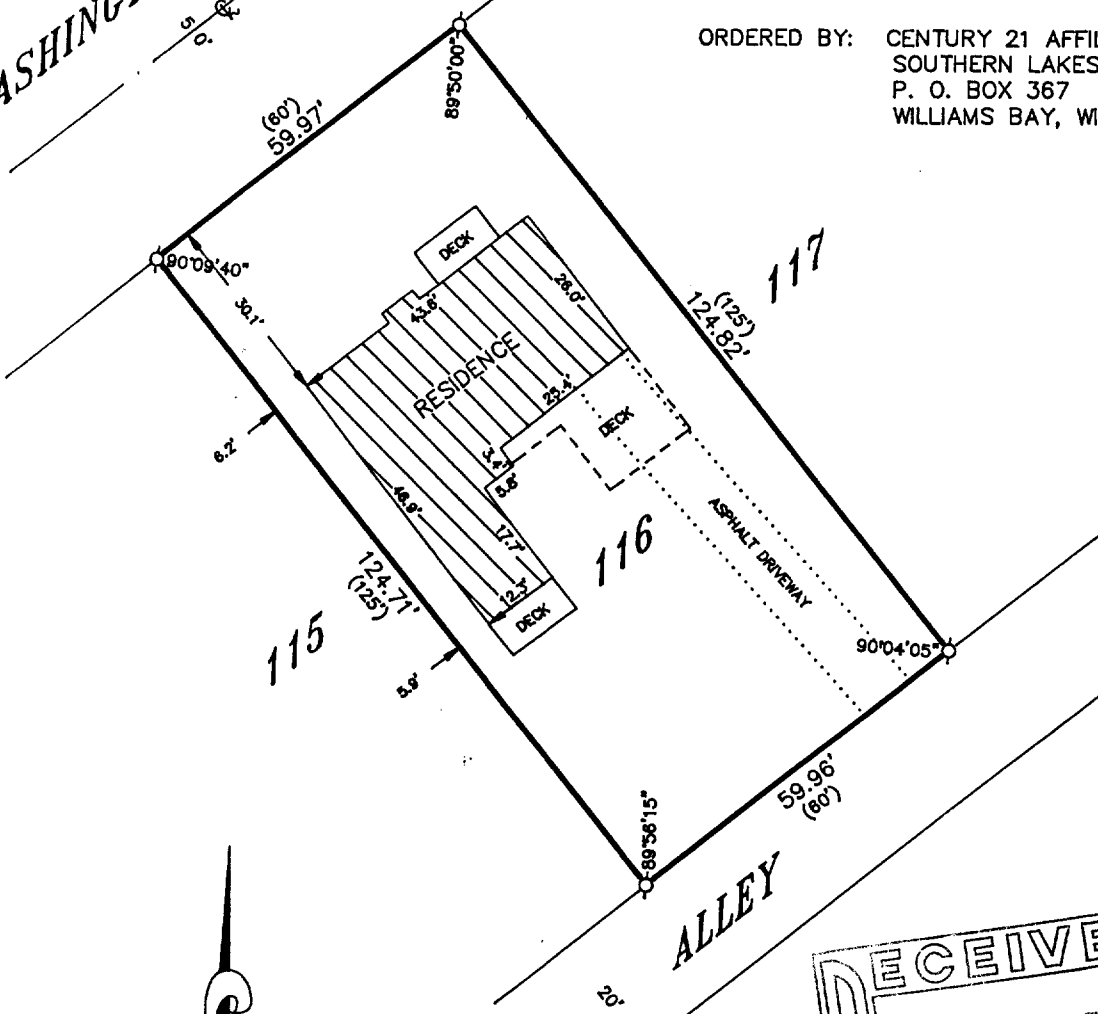 ASHING
50'
ORDERED BY: CENTURY 21 AFFI
SOUTHERN LAKES
P. O. BOX 367
WILLIAMS BAY, WI
89°50'00"
(60')
59.97'
90°09'40"
30.1'
DECK
43.6'
26.0'
RESIDENCE
117
(125')
124.82'
25.4'
DECK
6.2'
3.4'
5.8'
46.9'
17.7'
12.3'
DECK
116
ASPHALT DRIVEWAY
124.71'
(125')
115
5.9'
90°04'05"
59.96'
(60')
89°56'15"
ALLEY
20'
ECEIVE